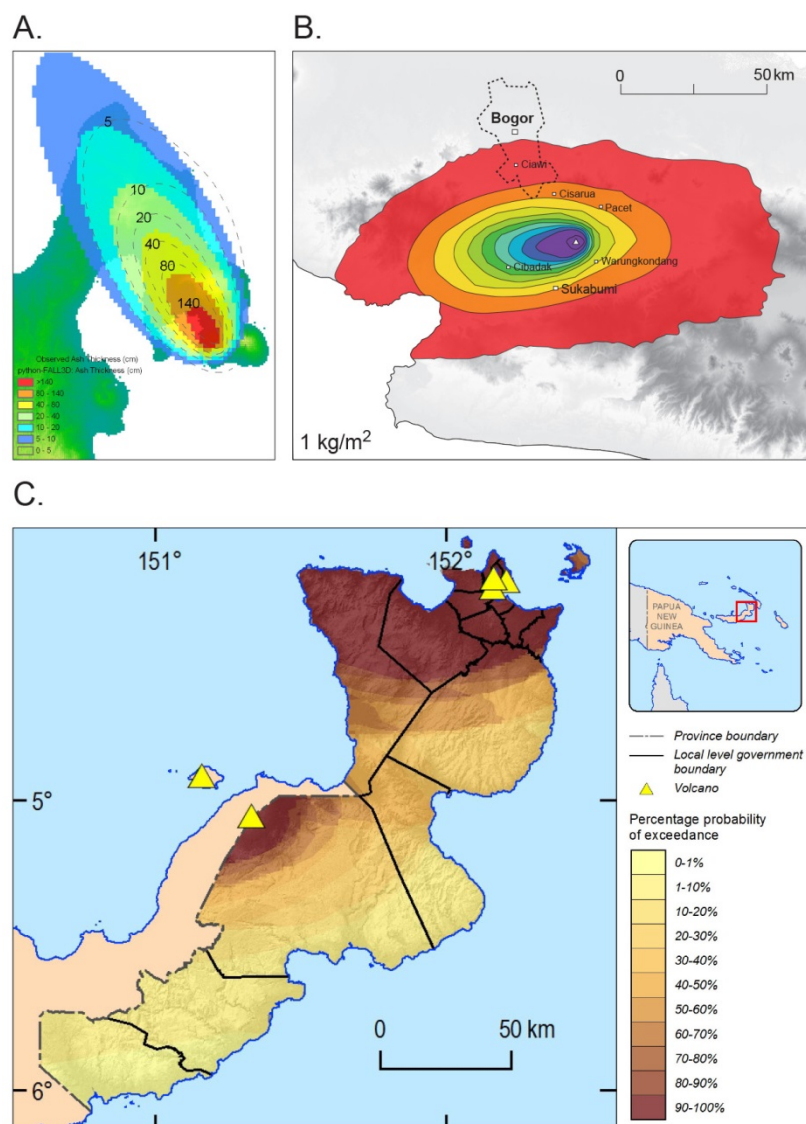 A.
5
10
20
40
80
140
Observed Ash Thickness (cm)
python-FALL3D: Ash Thickness (cm)
>140
80 - 140
40 - 80
20 - 40
10 - 20
5 - 10
0 - 5
B.
0 50 km
Bogor
Ciawi
Cisarua
Pacet
Warungkondang
Cibadak
Sukabumi
1 kg/m²
C.
151°
152°
5°
6°
0 50 km
PAPUA
NEW
GUINEA
Province boundary
Local level government
boundary
Volcano
Percentage probability
of exceedance
0-1%
1-10%
10-20%
20-30%
30-40%
40-50%
50-60%
60-70%
70-80%
80-90%
90-100%